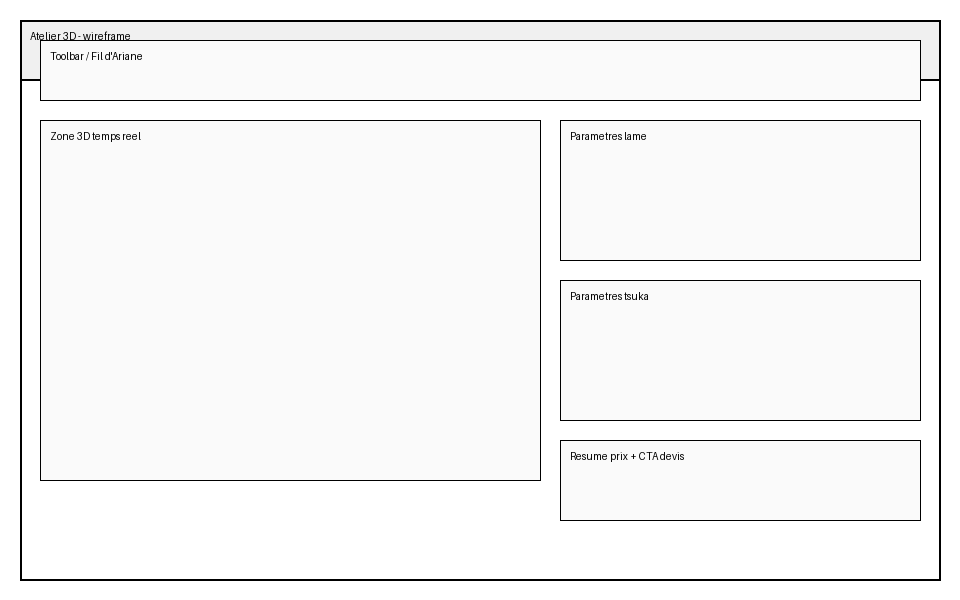 Atelier 3D - wireframe
Toolbar / Fil d'Ariane
Zone 3D temps reel
Parametres lame
Parametres tsuka
Resume prix + CTA devis